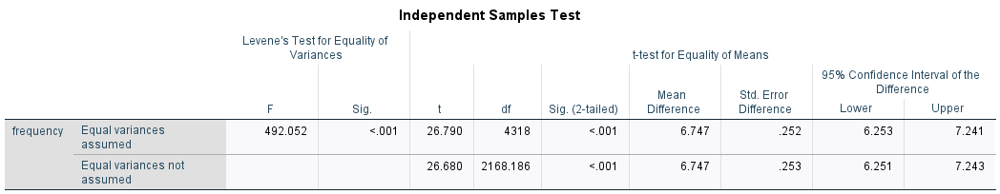 Independent Samples Test
Levene's Test for Equality of
Variances
t-test for Equality of Means
95% Confidence Interval of the
Difference
F Sig. t df Sig. (2-tailed) Mean
Difference Std. Error
Difference Lower Upper
frequency Equal variances
assumed 492.052 <.001 26.790 4318 <.001 6.747 .252 6.253 7.241
Equal variances not
assumed 26.680 2168.186 <.001 6.747 .253 6.251 7.243